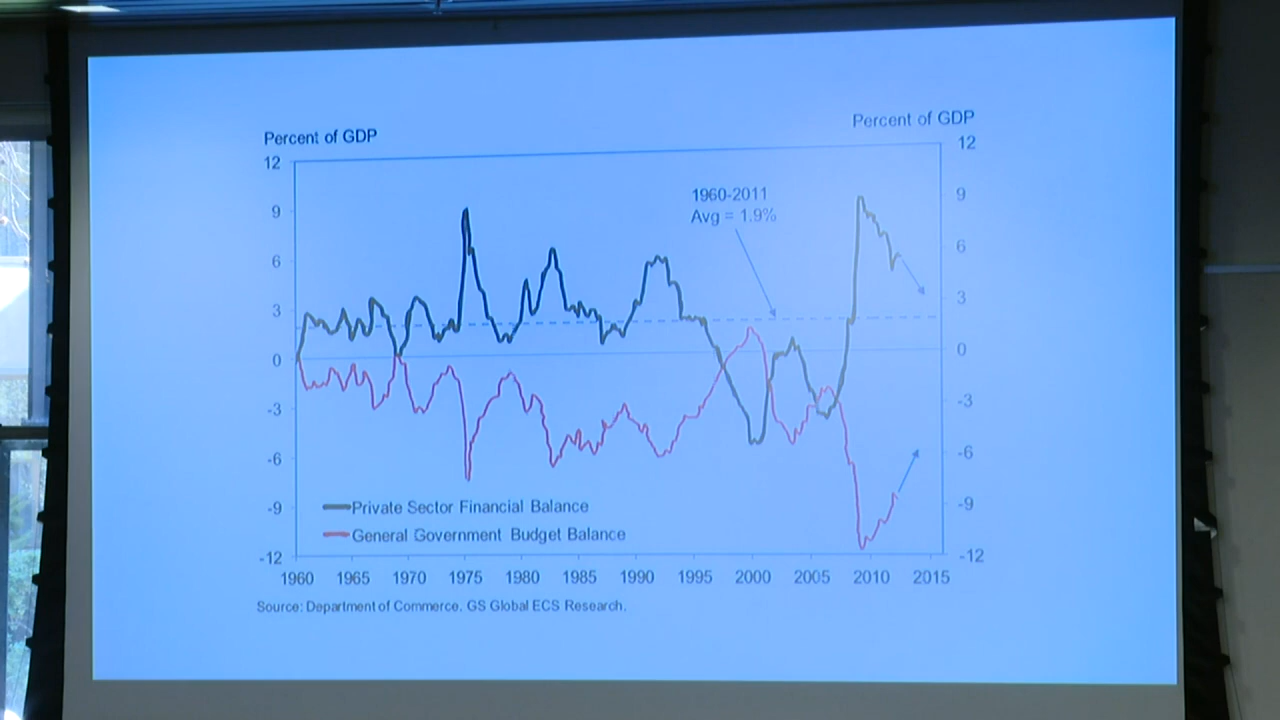 Percent of GDP
Percent of GDP
12
9
6
3
0
-3
-6
-9
-12
12
9
6
3
0
-3
-6
-9
-12
1960-2011
Avg = 1.9%
Private Sector Financial Balance
General Government Budget Balance
1960 1965 1970 1975 1980 1985 1990 1995 2000 2005 2010 2015
Source: Department of Commerce. GS Global ECS Research.